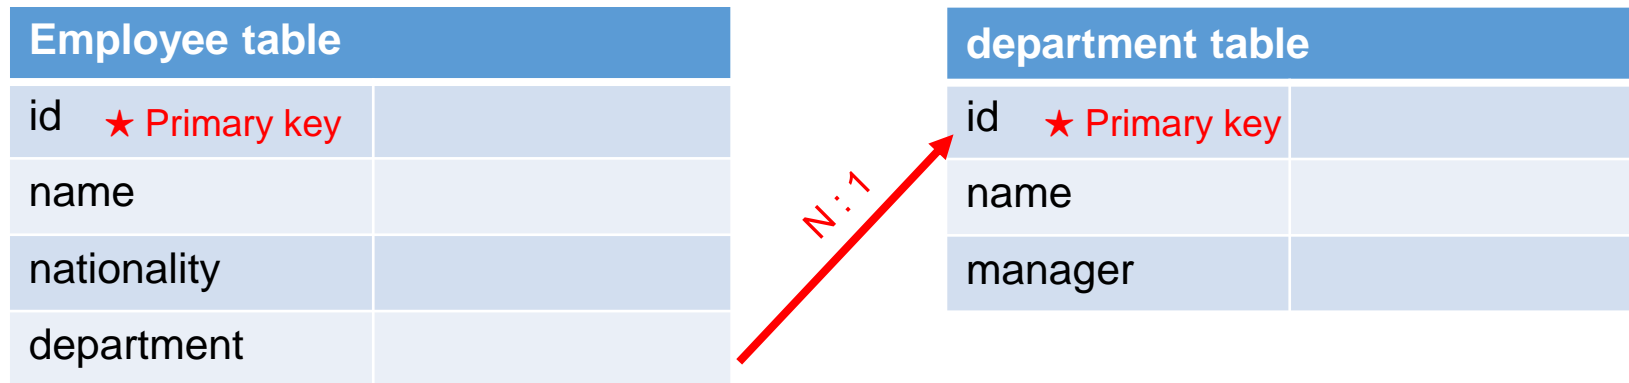 Employee table
id ★ Primary key
name
nationality
department
N : 1
department table
id ★ Primary key
name
manager